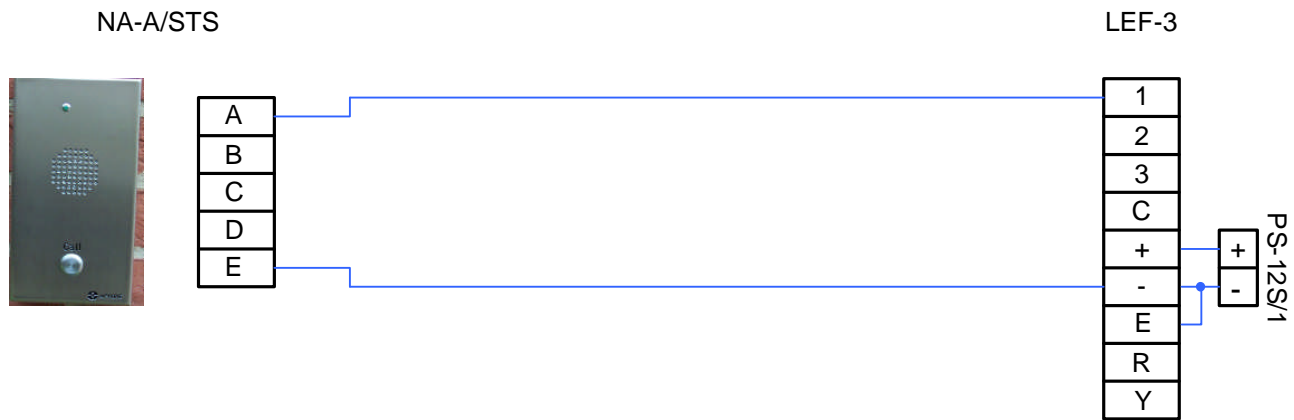 NA-A/STS
LEF-3
Call
A
B
C
D
E
1
2
3
C
+
-
E
R
Y
+
-
PS-12S/1